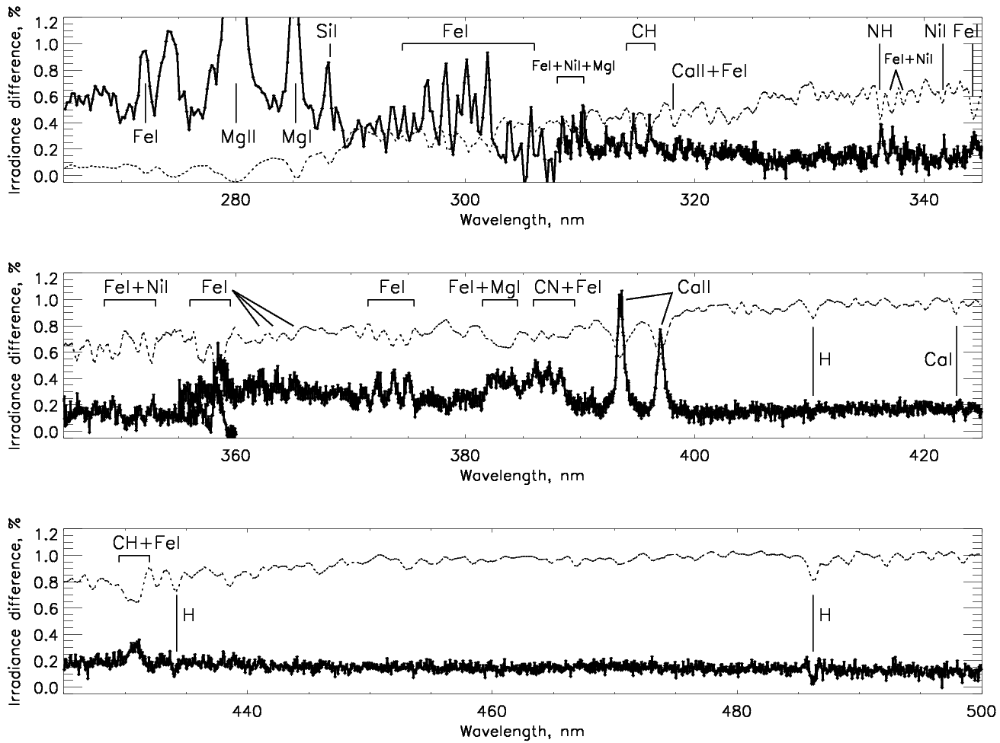 Irradiance difference, %
1.2
1.0
0.8
0.6
0.4
0.2
0.0
SiI
FeI
CH
NH
NiI
FeI
FeI+NiI+MgI
CaII+FeI
FeI+NiI
FeI
MgII
MgI
280
300
320
340
Wavelength, nm
Irradiance difference, %
1.2
1.0
0.8
0.6
0.4
0.2
0.0
FeI+NiI
FeI
FeI
FeI+MgI
CN+FeI
CaII
H
CaI
360
380
400
420
Wavelength, nm
Irradiance difference, %
1.2
1.0
0.8
0.6
0.4
0.2
0.0
CH+FeI
H
H
440
460
480
500
Wavelength, nm